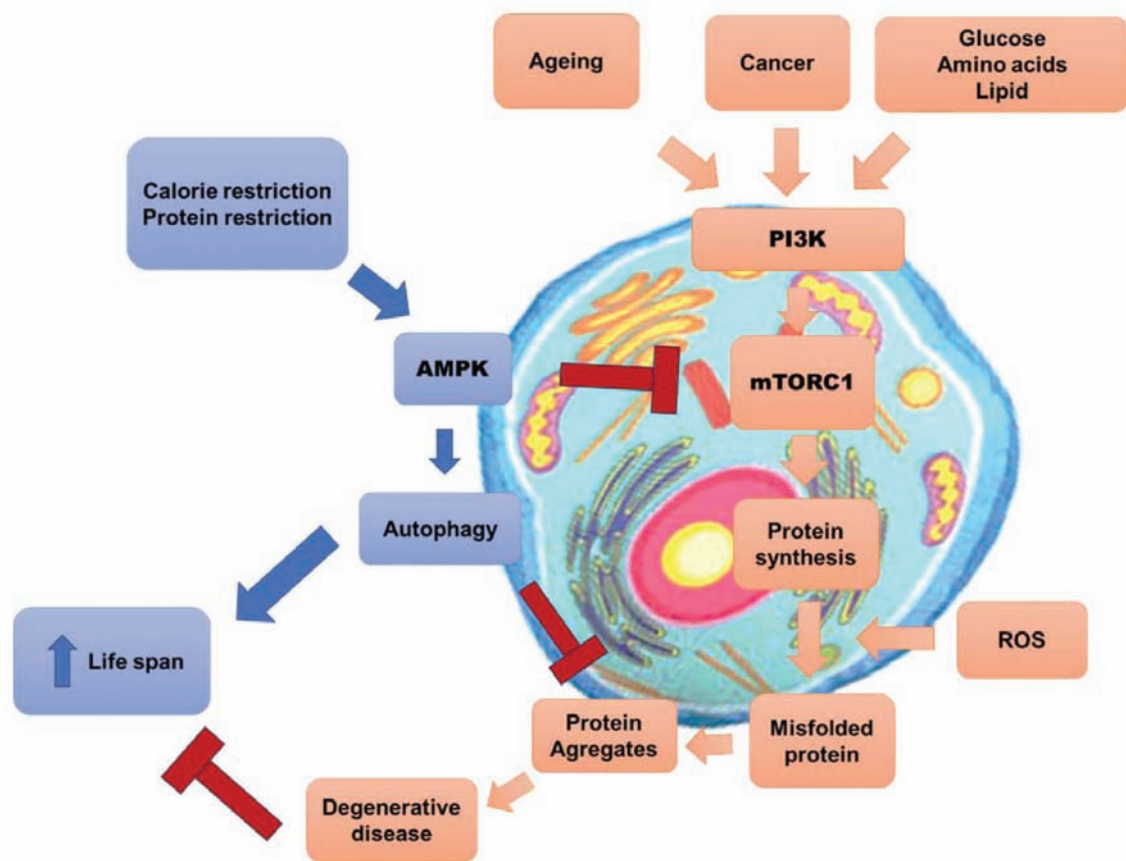 Ageing
Cancer
Glucose
Amino acids
Lipid
Calorie restriction
Protein restriction
PI3K
AMPK
mTORC1
Autophagy
Protein
synthesis
Life span
ROS
Protein
Agregates
Misfolded
protein
Degenerative
disease